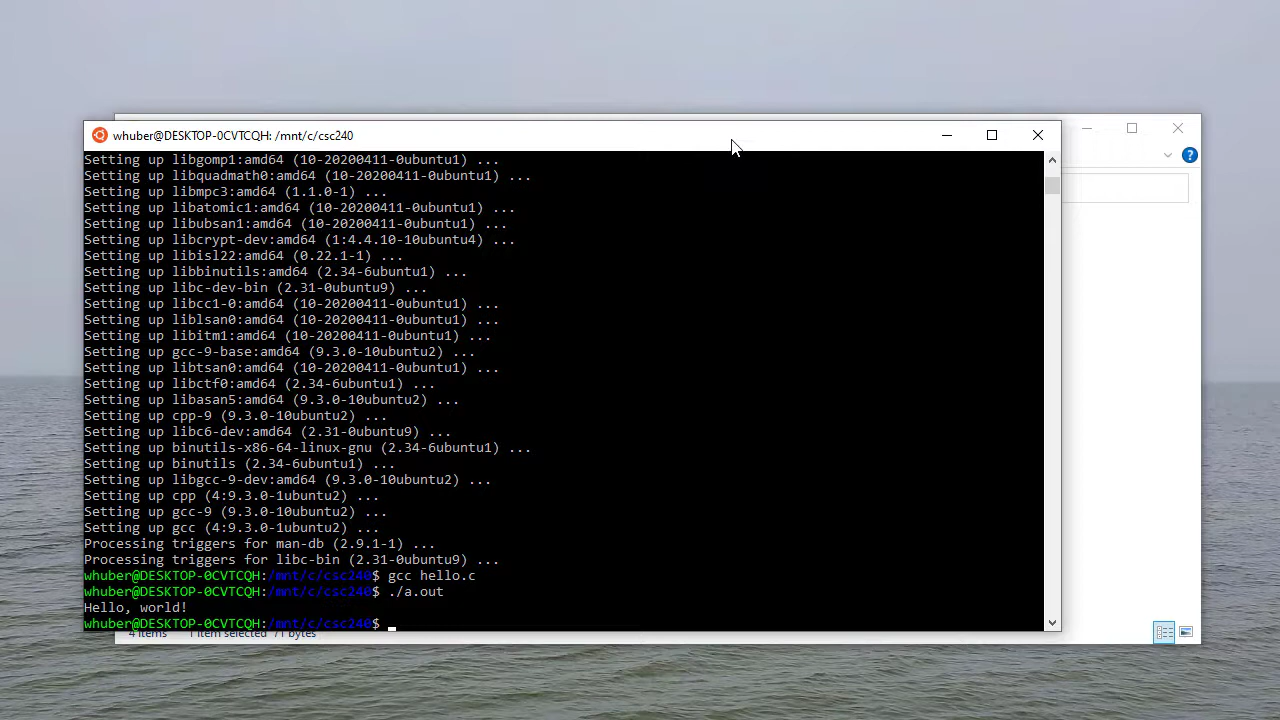 whuber@DESKTOP-0CVTCQH: /mnt/c/csc240
Setting up libgomp1:amd64 (10-20200411-0ubuntu1) ...
Setting up libquadmath0:amd64 (10-20200411-0ubuntu1) ...
Setting up libmpc3:amd64 (1.1.0-1) ...
Setting up libatomic1:amd64 (10-20200411-0ubuntu1) ...
Setting up libubsan1:amd64 (10-20200411-0ubuntu1) ...
Setting up libcrypt-dev:amd64 (1:4.4.10-10ubuntu4) ...
Setting up libisl22:amd64 (0.22.1-1) ...
Setting up libbinutils:amd64 (2.34-6ubuntu1) ...
Setting up libc-dev-bin (2.31-0ubuntu9) ...
Setting up libcc1-0:amd64 (10-20200411-0ubuntu1) ...
Setting up liblsan0:amd64 (10-20200411-0ubuntu1) ...
Setting up libitm1:amd64 (10-20200411-0ubuntu1) ...
Setting up gcc-9-base:amd64 (9.3.0-10ubuntu2) ...
Setting up libtsan0:amd64 (10-20200411-0ubuntu1) ...
Setting up libctf0:amd64 (2.34-6ubuntu1) ...
Setting up libasan5:amd64 (9.3.0-10ubuntu2) ...
Setting up cpp-9 (9.3.0-10ubuntu2) ...
Setting up libc6-dev:amd64 (2.31-0ubuntu9) ...
Setting up binutils-x86-64-linux-gnu (2.34-6ubuntu1) ...
Setting up binutils (2.34-6ubuntu1) ...
Setting up libgcc-9-dev:amd64 (9.3.0-10ubuntu2) ...
Setting up cpp (4:9.3.0-1ubuntu2) ...
Setting up gcc-9 (9.3.0-10ubuntu2) ...
Setting up gcc (4:9.3.0-1ubuntu2) ...
Processing triggers for man-db (2.9.1-1) ...
Processing triggers for libc-bin (2.31-0ubuntu9) ...
whuber@DESKTOP-0CVTCQH:/mnt/c/csc240$ gcc hello.c
whuber@DESKTOP-0CVTCQH:/mnt/c/csc240$ ./a.out
Hello, world!
whuber@DESKTOP-0CVTCQH:/mnt/c/csc240$
4 items 1 item selected 71 bytes